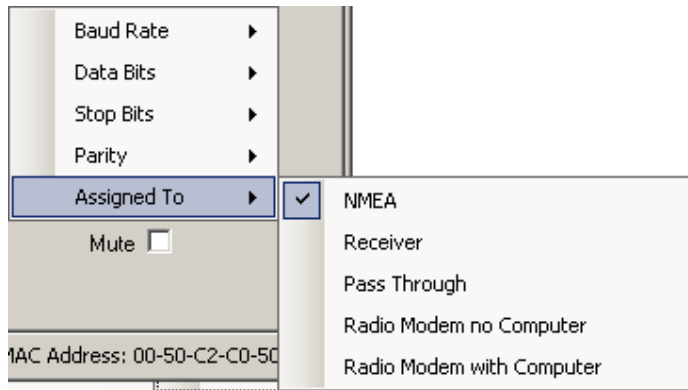 Baud Rate
Data Bits
Stop Bits
Parity
Assigned To
NMEA
Mute
Receiver
Pass Through
Radio Modem no Computer
MAC Address: 00-50-C2-C0-50
Radio Modem with Computer